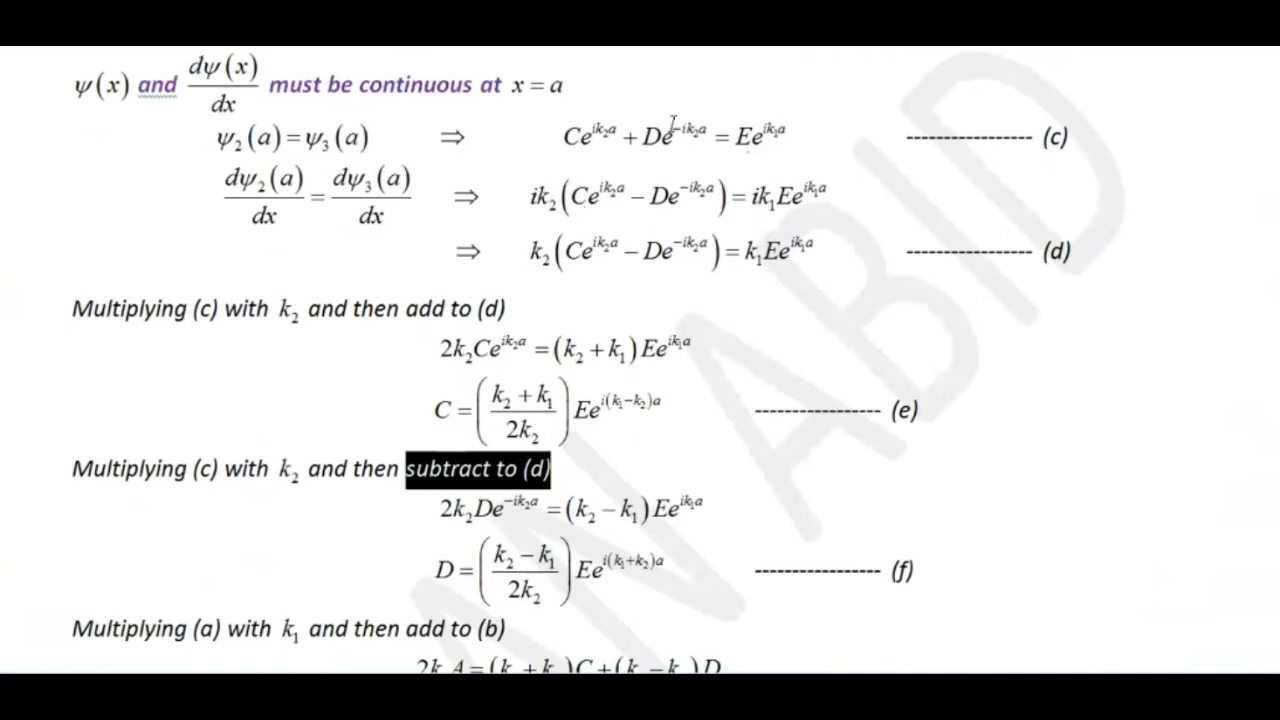 ψ(x) and dψ(x)/dx must be continuous at x = a
ψ₂(a) = ψ₃(a) ⇒ Ce^{ik₂a} + De^{-ik₂a} = Ee^{ik₁a} ----------------- (c)
dψ₂(a)/dx = dψ₃(a)/dx ⇒ ik₂(Ce^{ik₂a} − De^{-ik₂a}) = ik₁Ee^{ik₁a}
⇒ k₂(Ce^{ik₂a} − De^{-ik₂a}) = k₁Ee^{ik₁a} ----------------- (d)
Multiplying (c) with k₂ and then add to (d)
2k₂Ce^{ik₂a} = (k₂ + k₁)Ee^{ik₁a}
C = ((k₂ + k₁)/2k₂) Ee^{i(k₁−k₂)a} ----------------- (e)
Multiplying (c) with k₂ and then subtract to (d)
2k₂De^{-ik₂a} = (k₂ − k₁)Ee^{ik₁a}
D = ((k₂ − k₁)/2k₂) Ee^{i(k₁+k₂)a} ----------------- (f)
Multiplying (a) with k₁ and then add to (b)
AN ABID